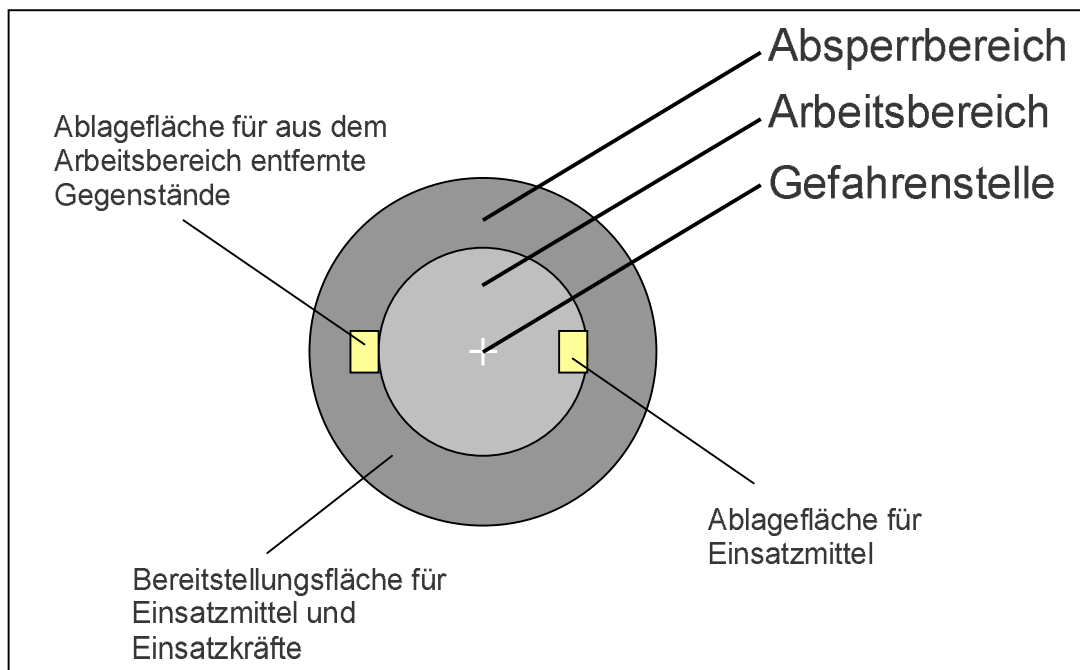 Absperrbereich
Arbeitsbereich
Gefahrenstelle
Ablagefläche für aus dem
Arbeitsbereich entfernte
Gegenstände
Ablagefläche für
Einsatzmittel
Bereitstellungsfläche für
Einsatzmittel und
Einsatzkräfte